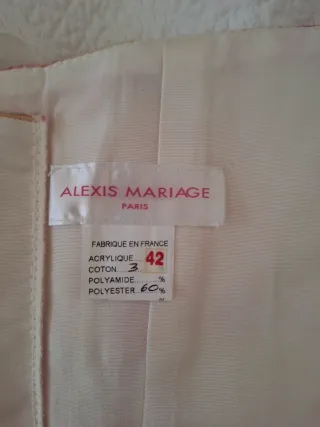 ALEXIS MARIAGE
PARIS
FABRIQUE EN FRANCE
ACRYLIQUE 42
COTON 3
POLYAMIDE......%
POLYESTER 60%